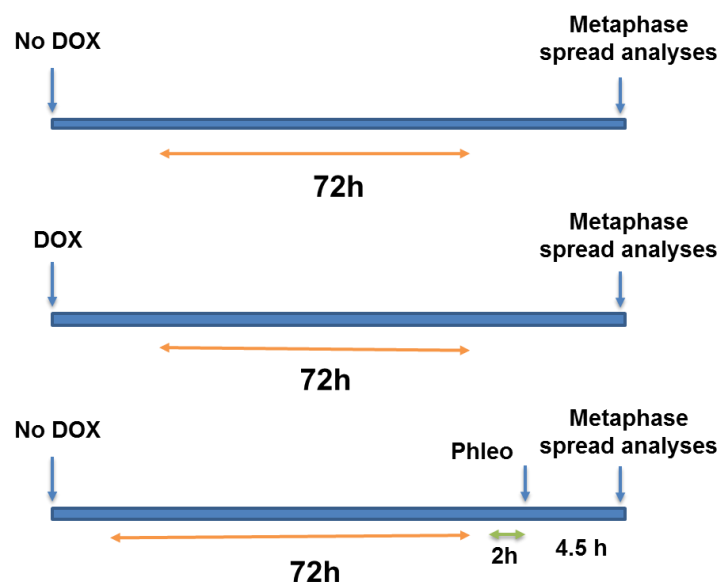 No DOX
Metaphase
spread analyses
72h
DOX
Metaphase
spread analyses
72h
No DOX
Phleo
Metaphase
spread analyses
72h
2h
4.5 h